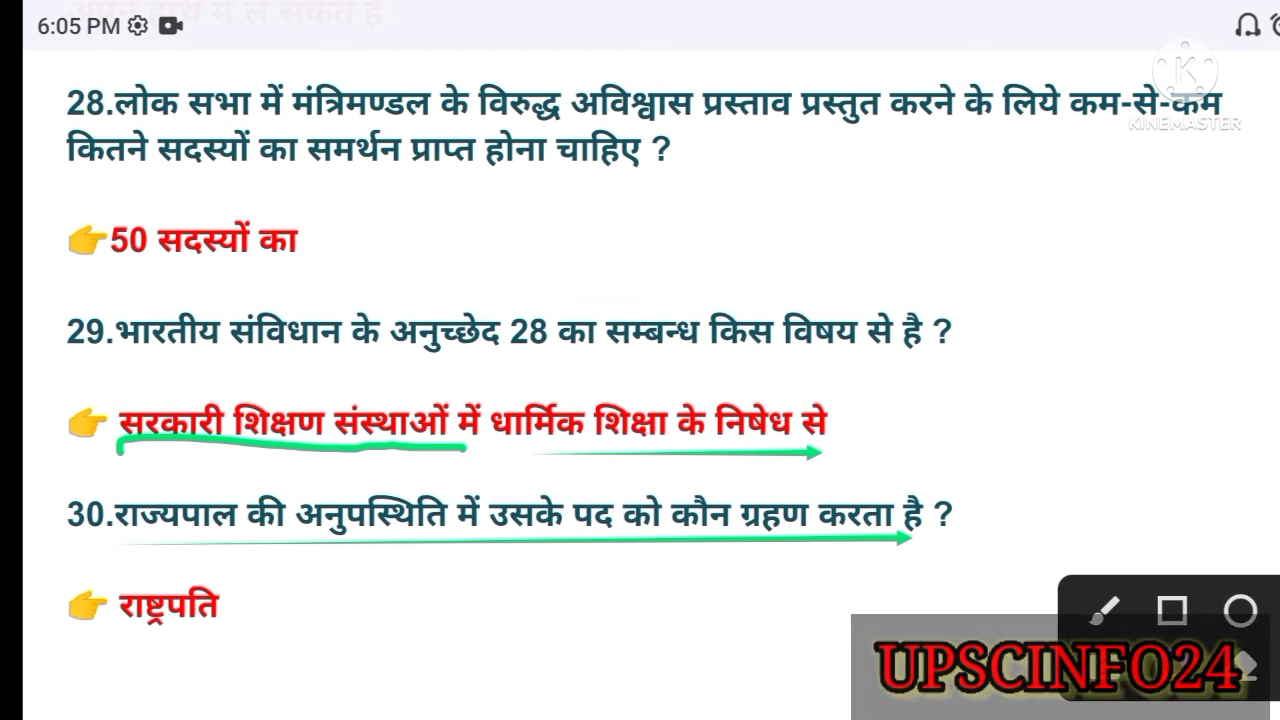 अपने हाथ में ले सकते हैं
6:05 PM
28.लोक सभा में मंत्रिमण्डल के विरुद्ध अविश्वास प्रस्ताव प्रस्तुत करने के लिये कम-से-कम
KINEMASTER
कितने सदस्यों का समर्थन प्राप्त होना चाहिए ?
👉50 सदस्यों का
29.भारतीय संविधान के अनुच्छेद 28 का सम्बन्ध किस विषय से है ?
👉 सरकारी शिक्षण संस्थाओं में धार्मिक शिक्षा के निषेध से
30.राज्यपाल की अनुपस्थिति में उसके पद को कौन ग्रहण करता है ?
👉 राष्ट्रपति
UPSCINFO24